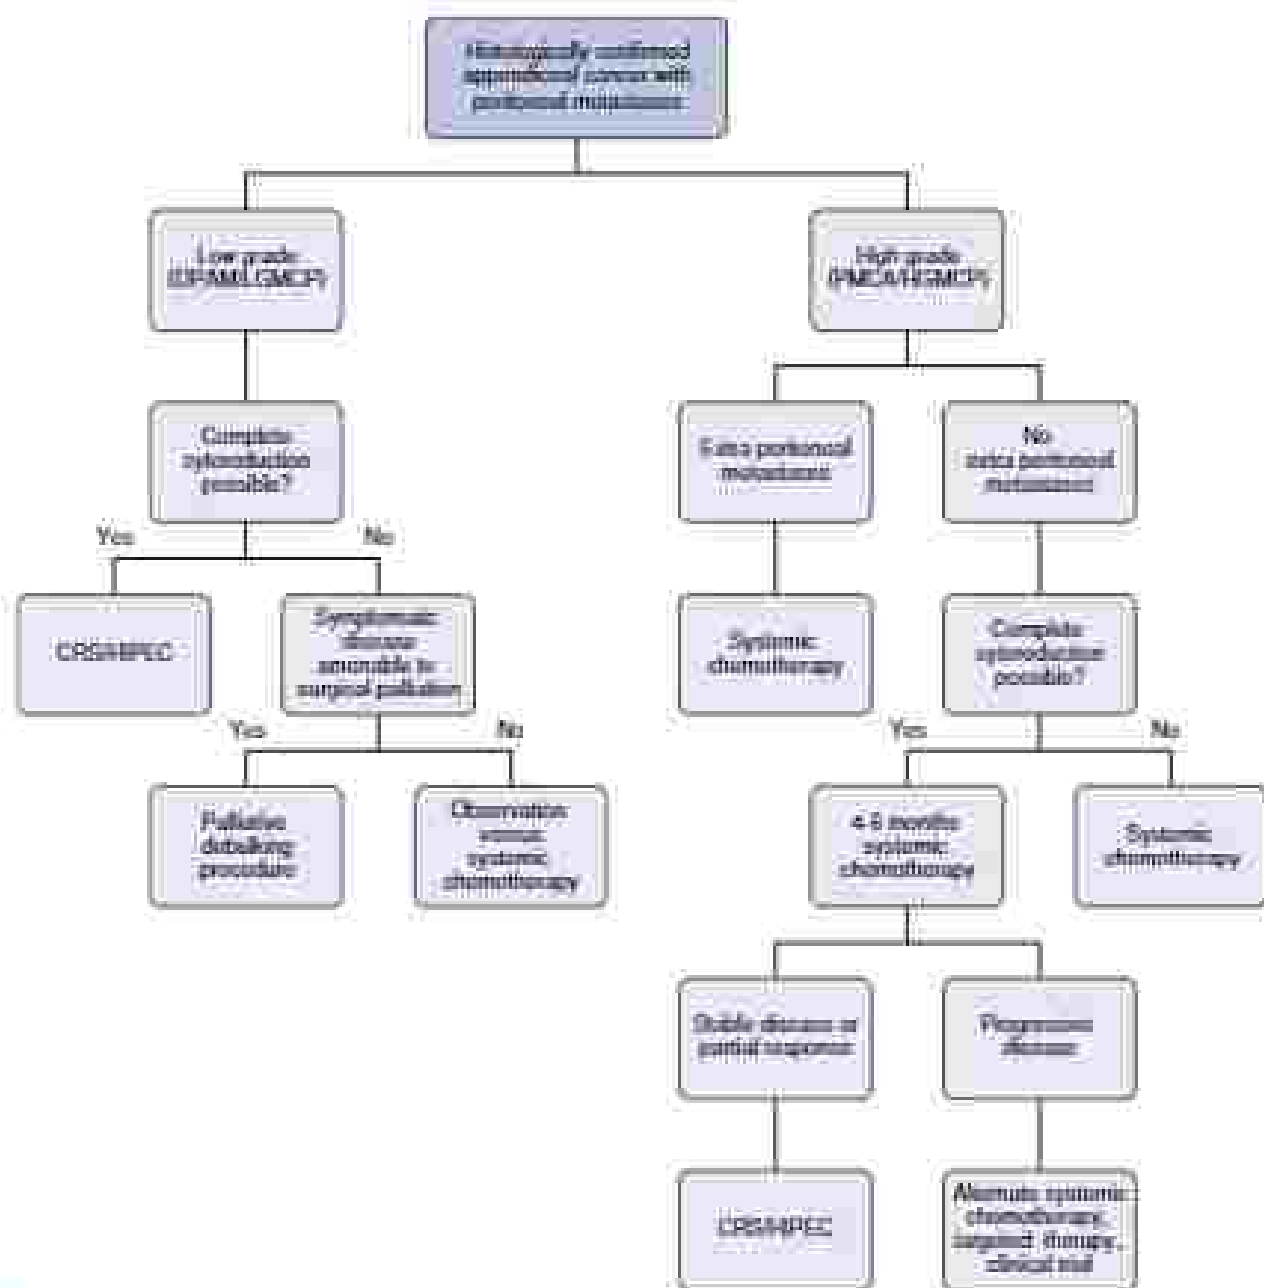 Histologically confirmed
appendiceal cancer with
peritoneal metastases
Low grade
(DPAM/LGMCP)
High grade
(PMCA/HGMCP)
Complete
cytoreduction
possible?
Extra peritoneal
metastases
No
extra peritoneal
metastases
Yes
No
CRS/HIPEC
Symptomatic
disease
amenable to
surgical palliation
Systemic
chemotherapy
Complete
cytoreduction
possible?
Yes
No
Yes
No
Palliative
debulking
procedure
Observation
versus
systemic
chemotherapy
4-6 months
systemic
chemotherapy
Systemic
chemotherapy
Stable disease or
partial response
Progressive
disease
CRS/HIPEC
Alternate systemic
chemotherapy,
targeted therapy,
clinical trial